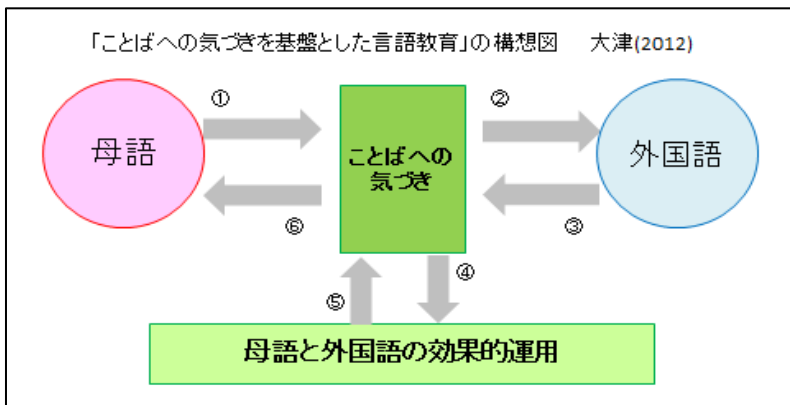 「ことばへの気づきを基盤とした言語教育」の構想図 大津(2012)
① ②
母語 ことばへの 外国語
気づき
⑥ ③
⑤ ④
母語と外国語の効果的運用